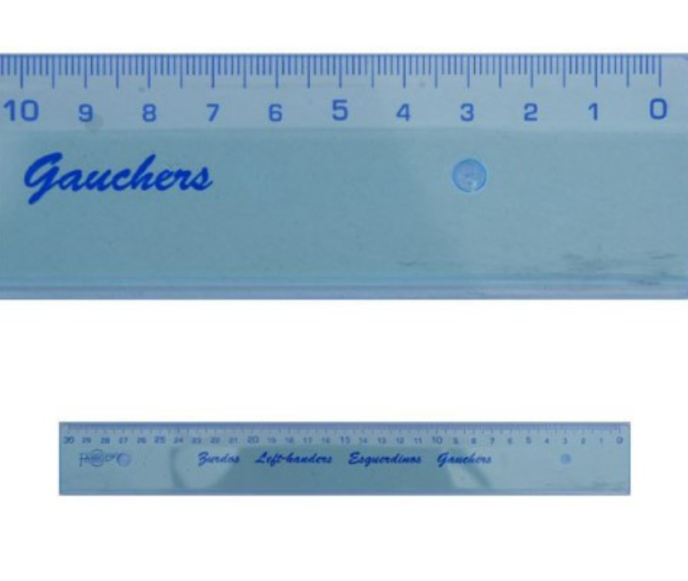 10 9 8 7 6 5 4 3 2 1 0
Gauchers
30 29 28 27 26 25 24 23 22 21 20 19 18 17 16 15 14 13 12 11 10 9 8 7 6 5 4 3 2 1 0
Zurdos Left-handers Esquerdinos Gauchers